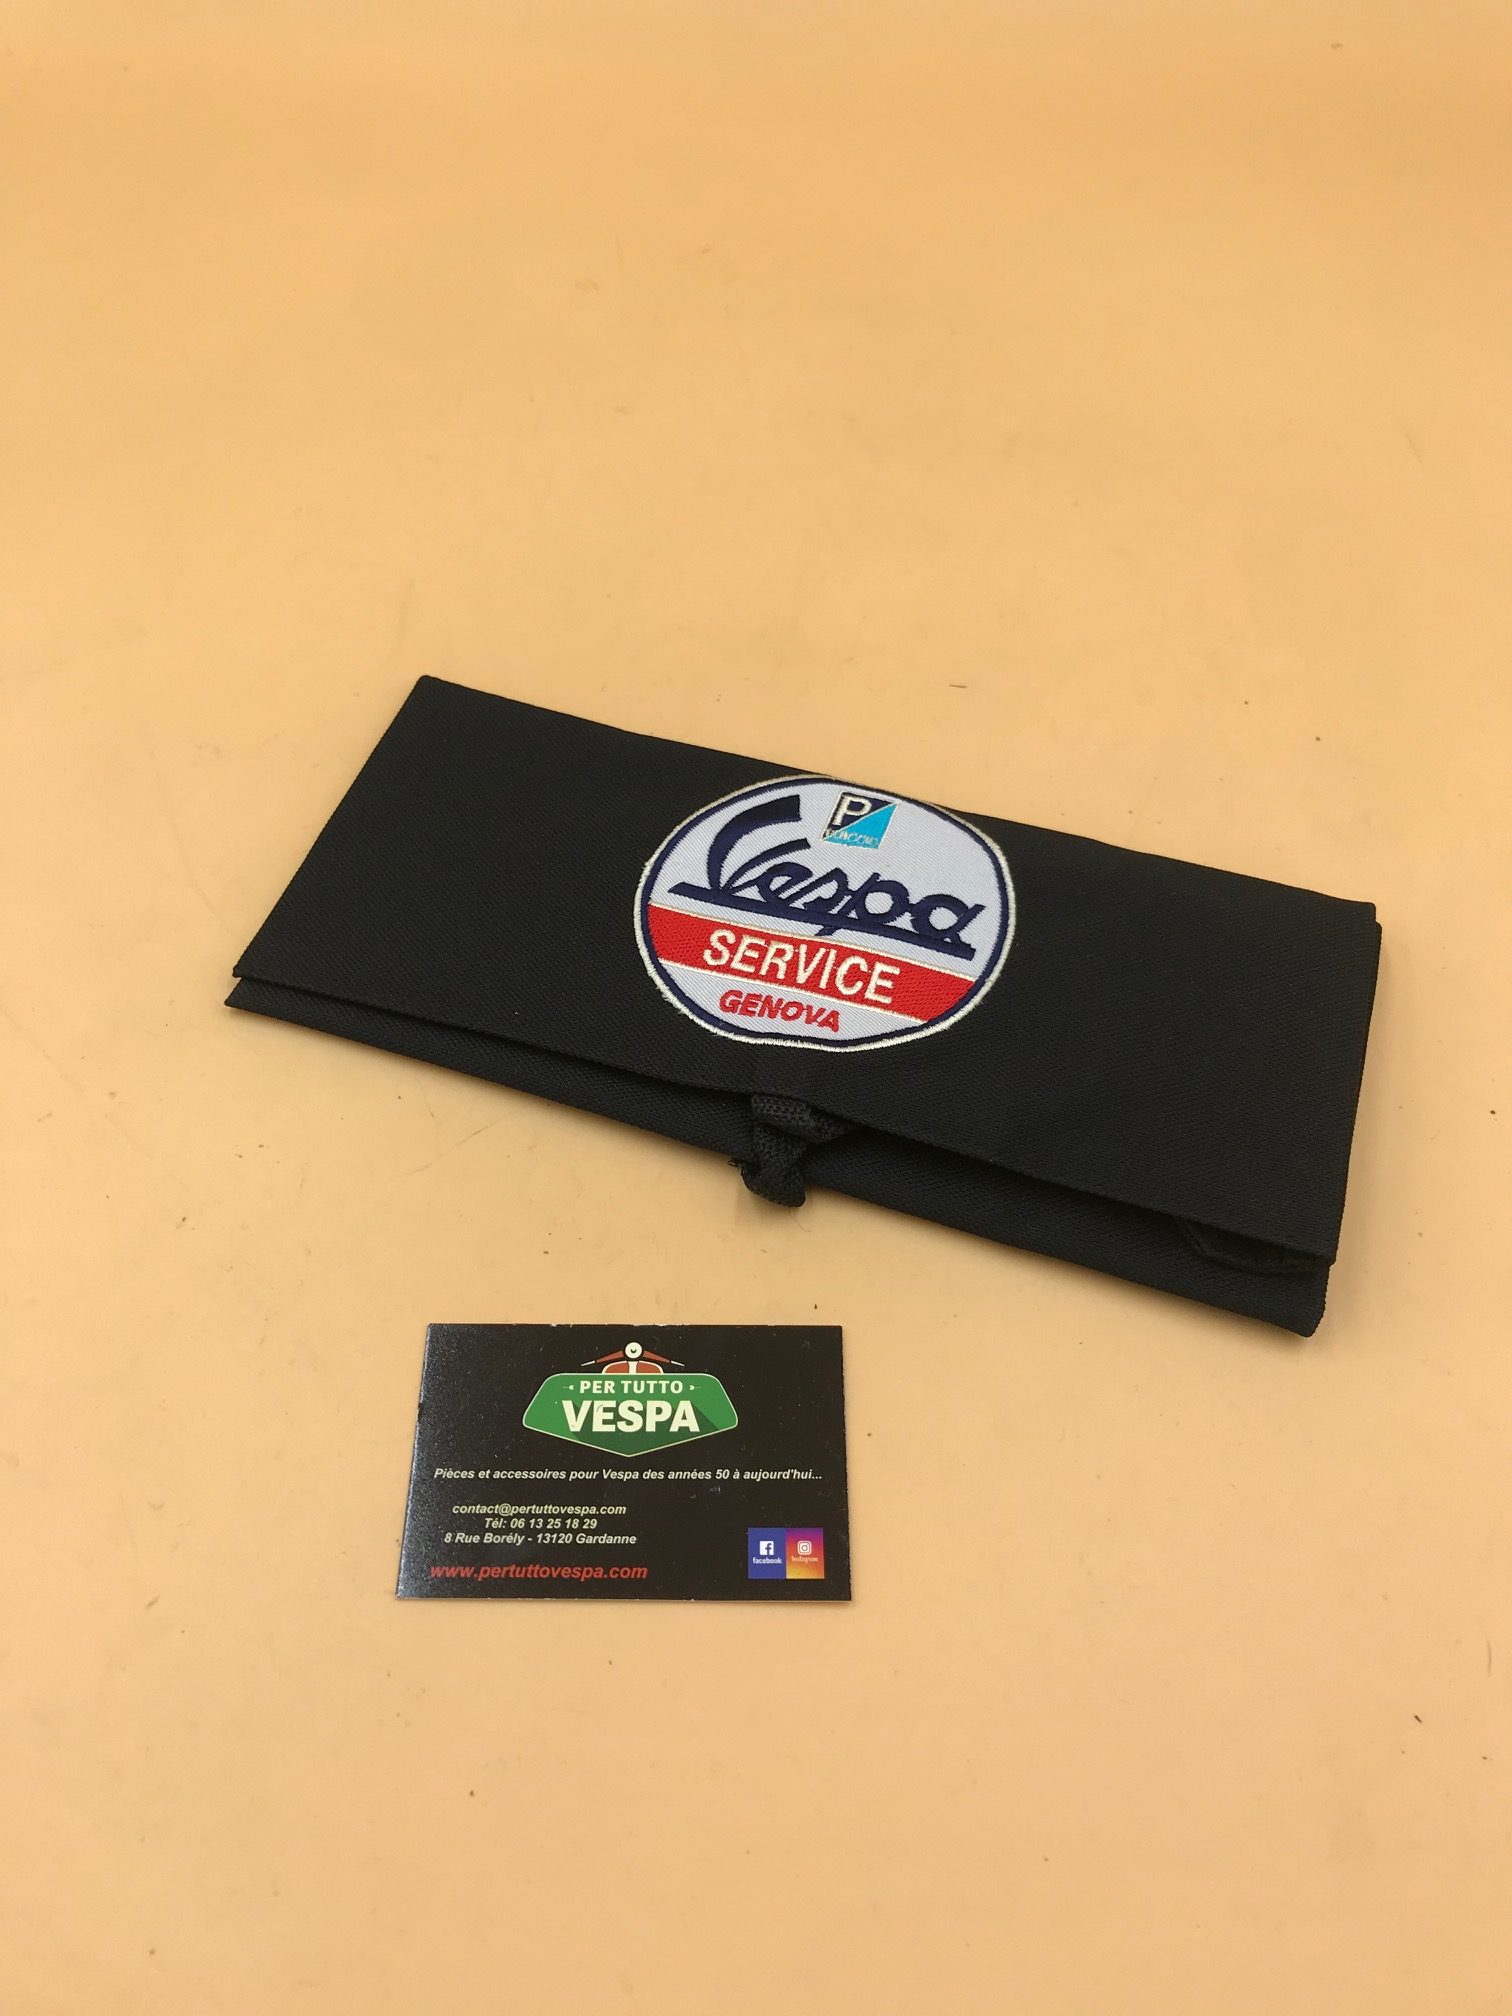 P
PIAGGIO
Vespa
SERVICE
GENOVA
PER TUTTO
VESPA
Pièces et accessoires pour Vespa des années 50 à aujourd'hui...
contact@pertuttovespa.com
Tél: 06 13 25 18 29
8 Rue Borély - 13120 Gardanne
www.pertuttovespa.com
facebook
Instagram